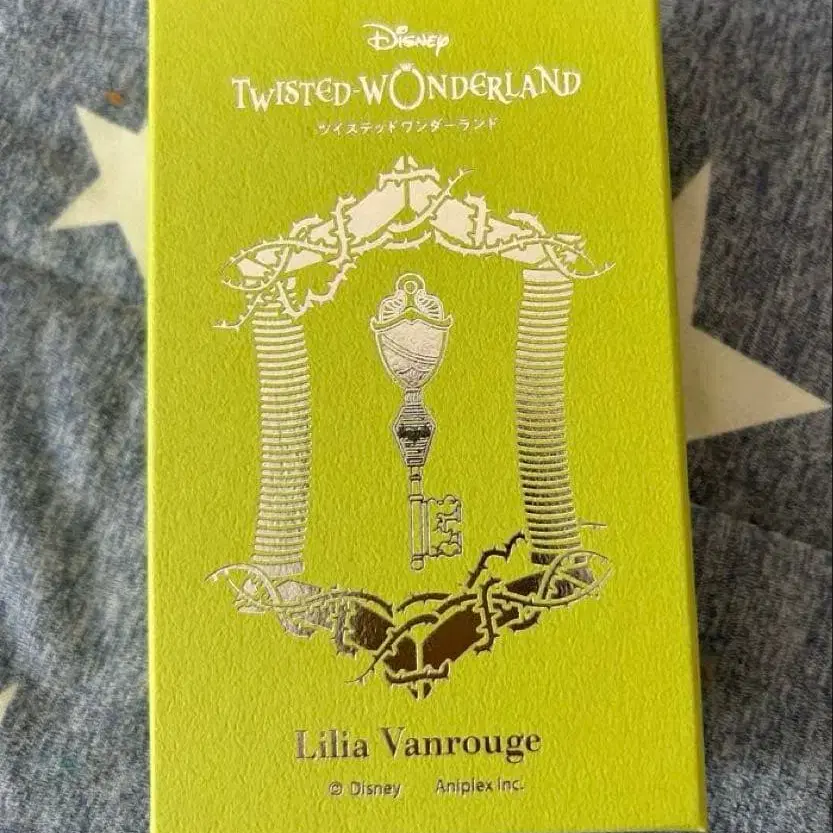 Disney
Twisted-Wonderland
ツイステッドワンダーランド
Lilia Vanrouge
© Disney Aniplex Inc.